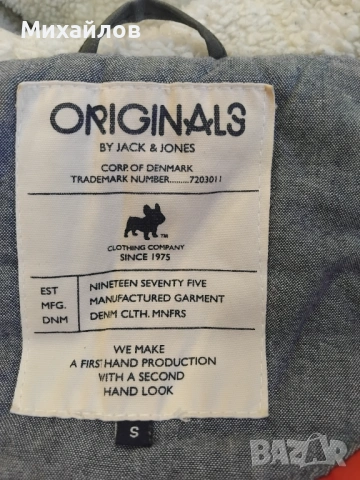 Михайлов
ORIGINALS
BY JACK & JONES
CORP. OF DENMARK
TRADEMARK NUMBER.........7203011
TM
CLOTHING COMPANY
SINCE 1975
EST
MFG.
DNM
NINETEEN SEVENTY FIVE
MANUFACTURED GARMENT
DENM CLTH. MNFRS
WE MAKE
A FIRST HAND PRODUCTION
WITH A SECOND
HAND LOOK
S
BAZAR